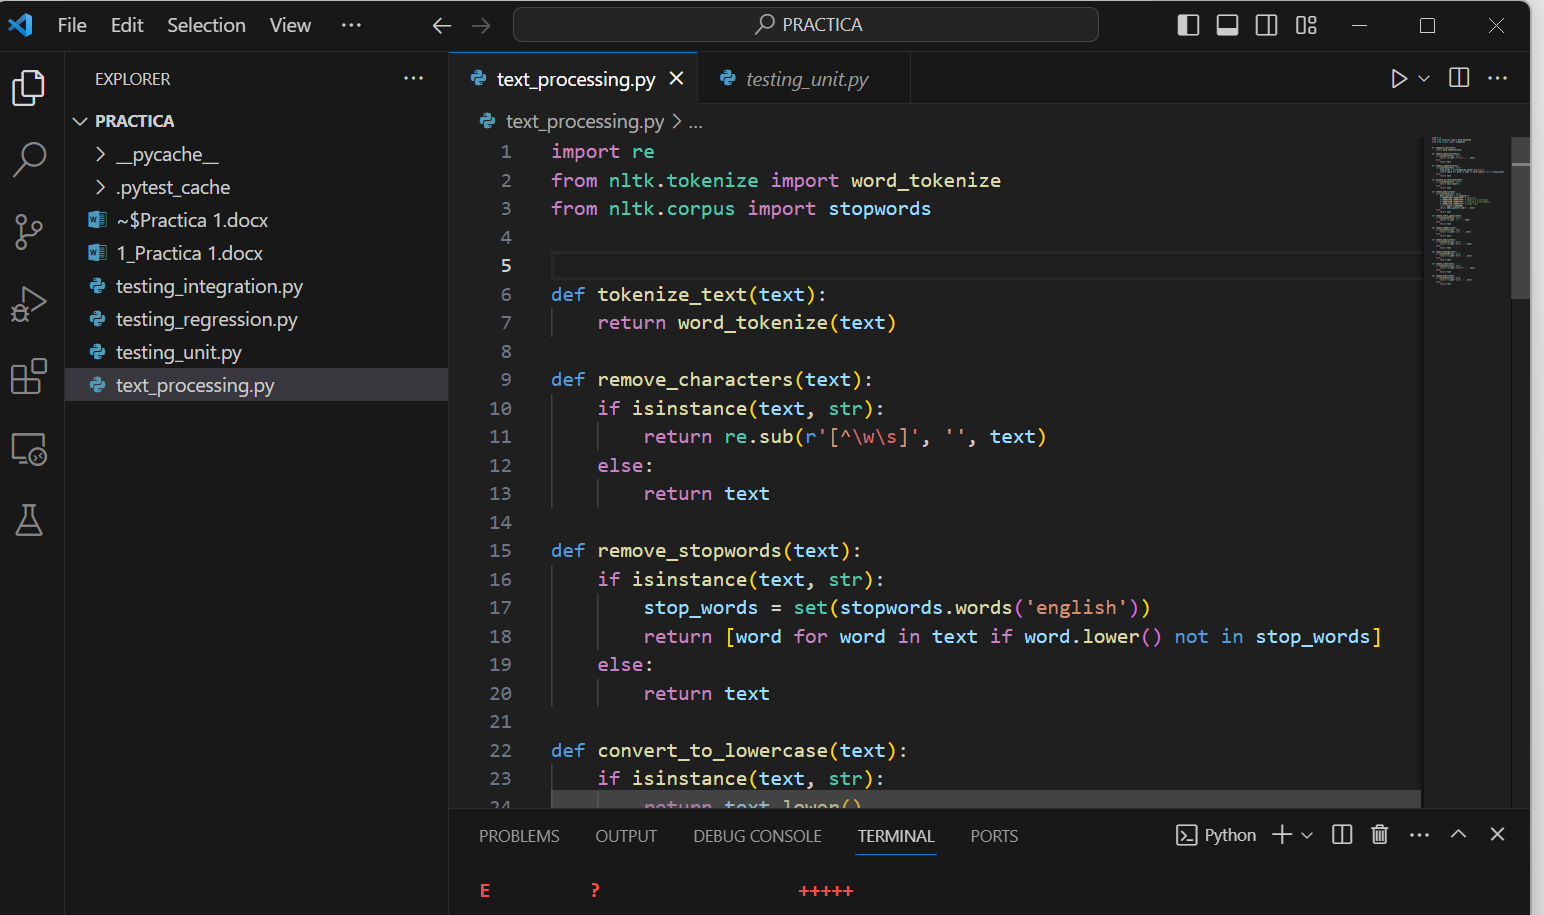 File Edit Selection View ··· PRACTICA
EXPLORER ···
PRACTICA
__pycache__
.pytest_cache
~$Practica 1.docx
1_Practica 1.docx
testing_integration.py
testing_regression.py
testing_unit.py
text_processing.py
text_processing.py testing_unit.py
text_processing.py > ...
1 import re
2 from nltk.tokenize import word_tokenize
3 from nltk.corpus import stopwords
4
5
6 def tokenize_text(text):
7 return word_tokenize(text)
8
9 def remove_characters(text):
10 if isinstance(text, str):
11 return re.sub(r'[^\w\s]', '', text)
12 else:
13 return text
14
15 def remove_stopwords(text):
16 if isinstance(text, str):
17 stop_words = set(stopwords.words('english'))
18 return [word for word in text if word.lower() not in stop_words]
19 else:
20 return text
21
22 def convert_to_lowercase(text):
23 if isinstance(text, str):
24 return text.lower()
PROBLEMS OUTPUT DEBUG CONSOLE TERMINAL PORTS Python
E ? +++++